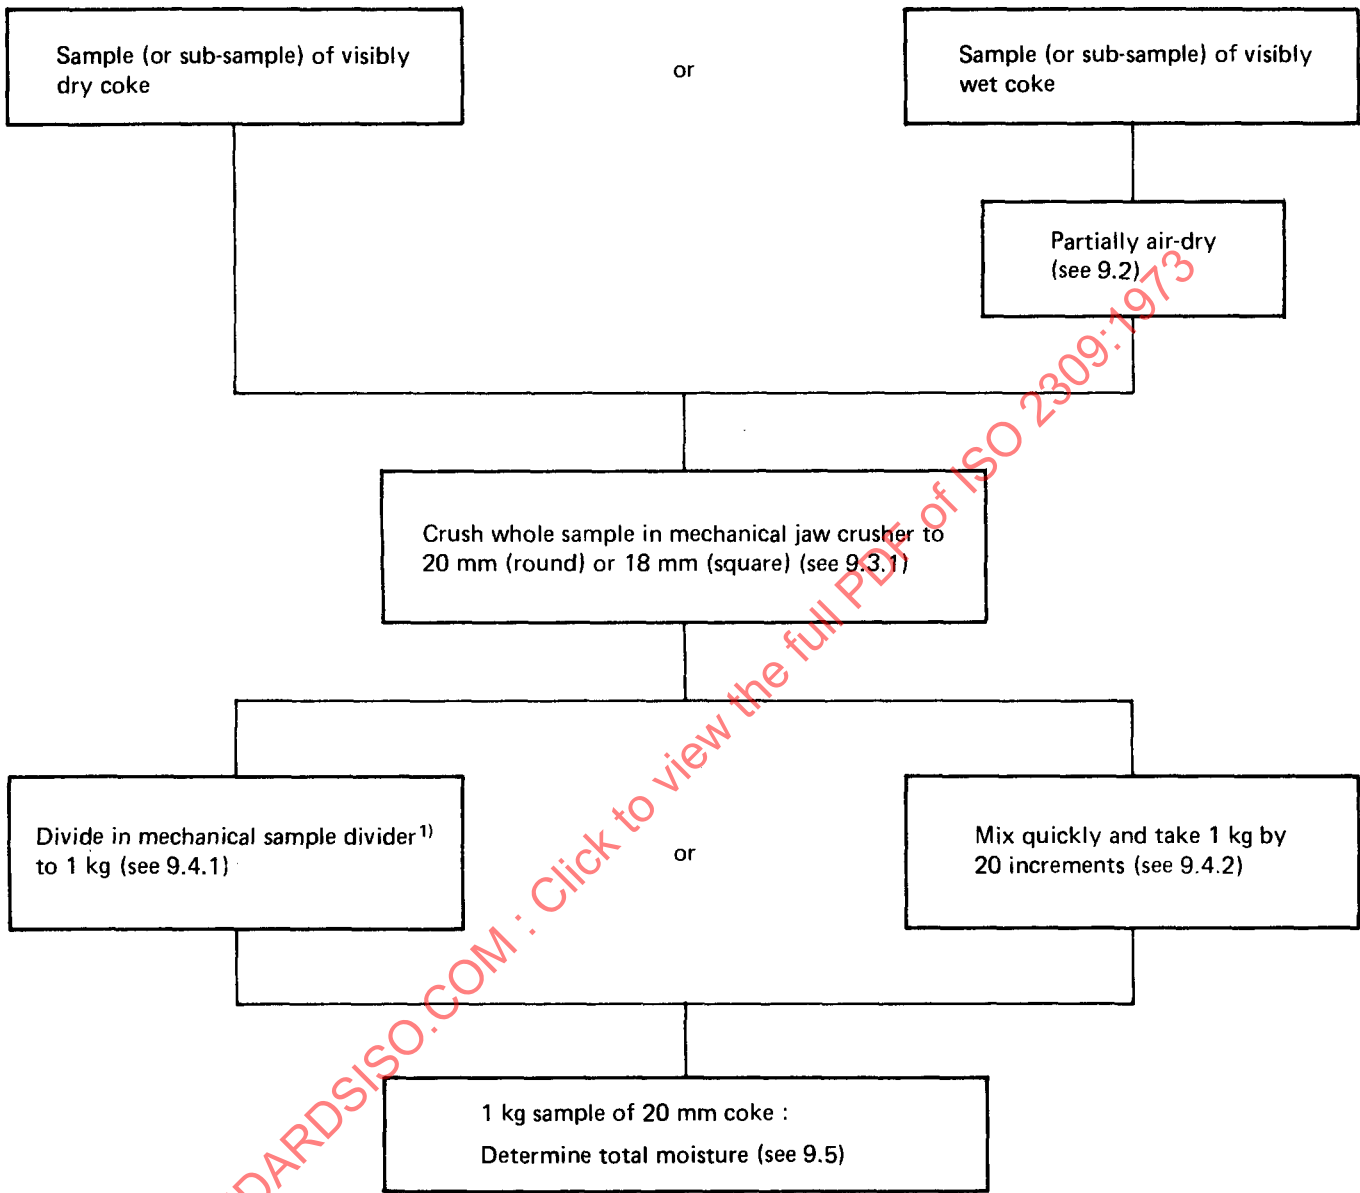 Sample (or sub-sample) of visibly
dry coke
or
Sample (or sub-sample) of visibly
wet coke
Partially air-dry
(see 9.2)
Crush whole sample in mechanical jaw crusher to
20 mm (round) or 18 mm (square) (see 9.3.1)
Divide in mechanical sample divider1)
to 1 kg (see 9.4.1)
or
Mix quickly and take 1 kg by
20 increments (see 9.4.2)
1 kg sample of 20 mm coke :
Determine total moisture (see 9.5)
DARDSISO.COM : Click to view the full PDF of ISO 2309:1973